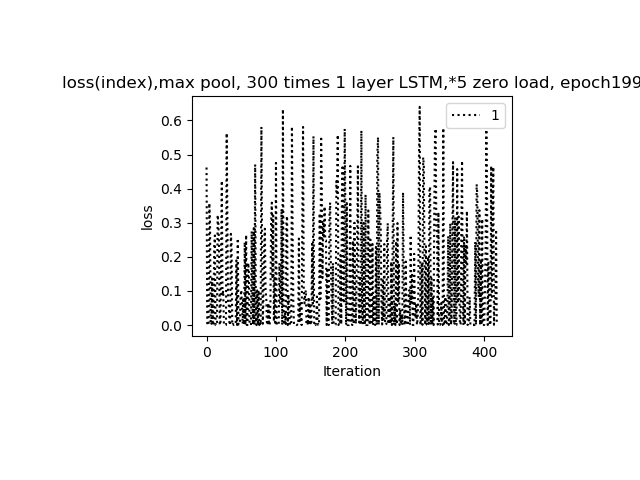 loss(index),max pool, 300 times 1 layer LSTM,*5 zero load, epoch199
1
loss
0.6
0.5
0.4
0.3
0.2
0.1
0.0
0 100 200 300 400
Iteration